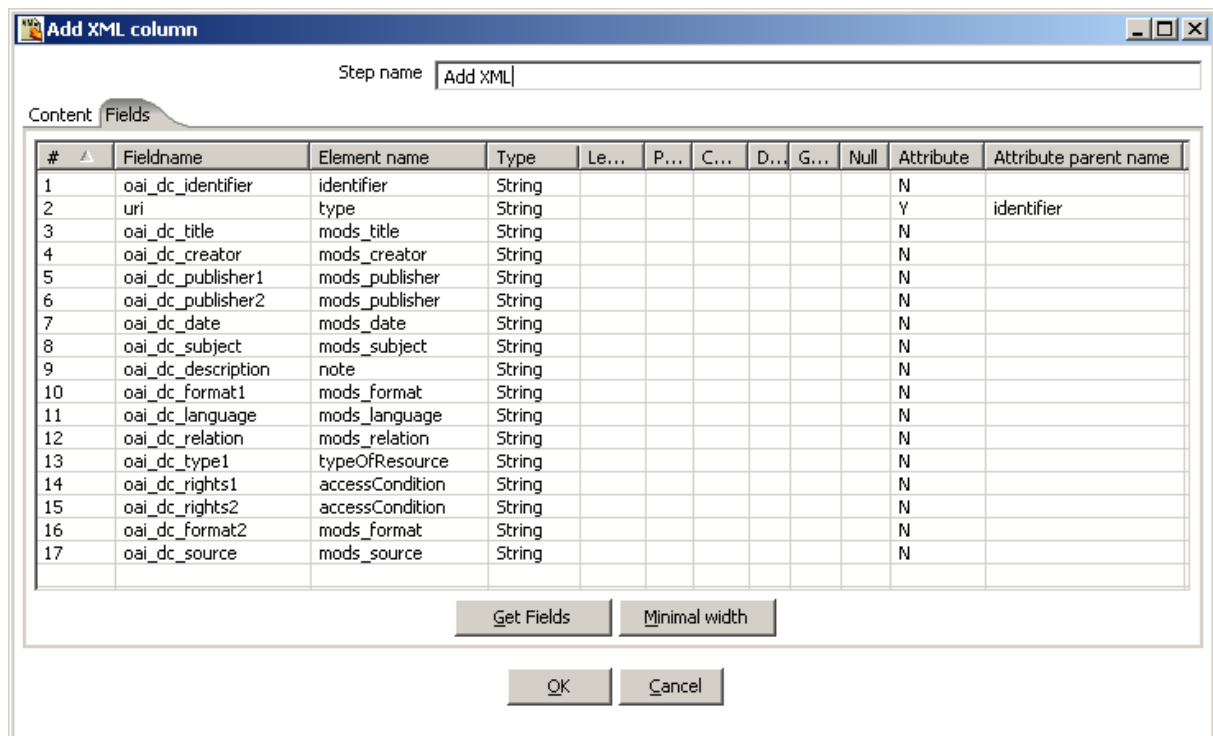 Add XML column
Step name Add XML
Content Fields
# Fieldname Element name Type Le... P... C... D... G... Null Attribute Attribute parent name
1 oai_dc_identifier identifier String N
2 uri type String Y identifier
3 oai_dc_title mods_title String N
4 oai_dc_creator mods_creator String N
5 oai_dc_publisher1 mods_publisher String N
6 oai_dc_publisher2 mods_publisher String N
7 oai_dc_date mods_date String N
8 oai_dc_subject mods_subject String N
9 oai_dc_description note String N
10 oai_dc_format1 mods_format String N
11 oai_dc_language mods_language String N
12 oai_dc_relation mods_relation String N
13 oai_dc_type1 typeOfResource String N
14 oai_dc_rights1 accessCondition String N
15 oai_dc_rights2 accessCondition String N
16 oai_dc_format2 mods_format String N
17 oai_dc_source mods_source String N
Get Fields Minimal width
OK Cancel